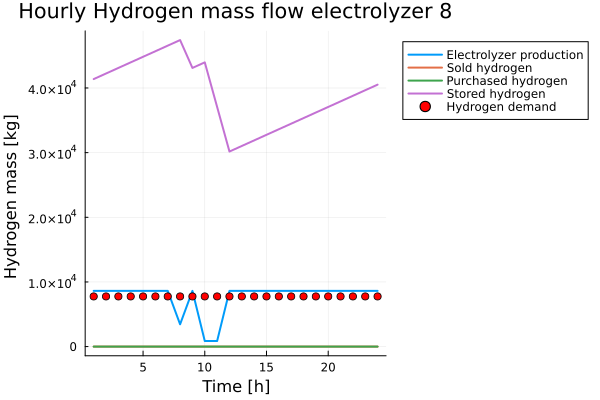 Hourly Hydrogen mass flow electrolyzer 8
Electrolyzer production
Sold hydrogen
Purchased hydrogen
Stored hydrogen
Hydrogen demand
Hydrogen mass [kg]
4.0×10⁴
3.0×10⁴
2.0×10⁴
1.0×10⁴
0
5 10 15 20
Time [h]